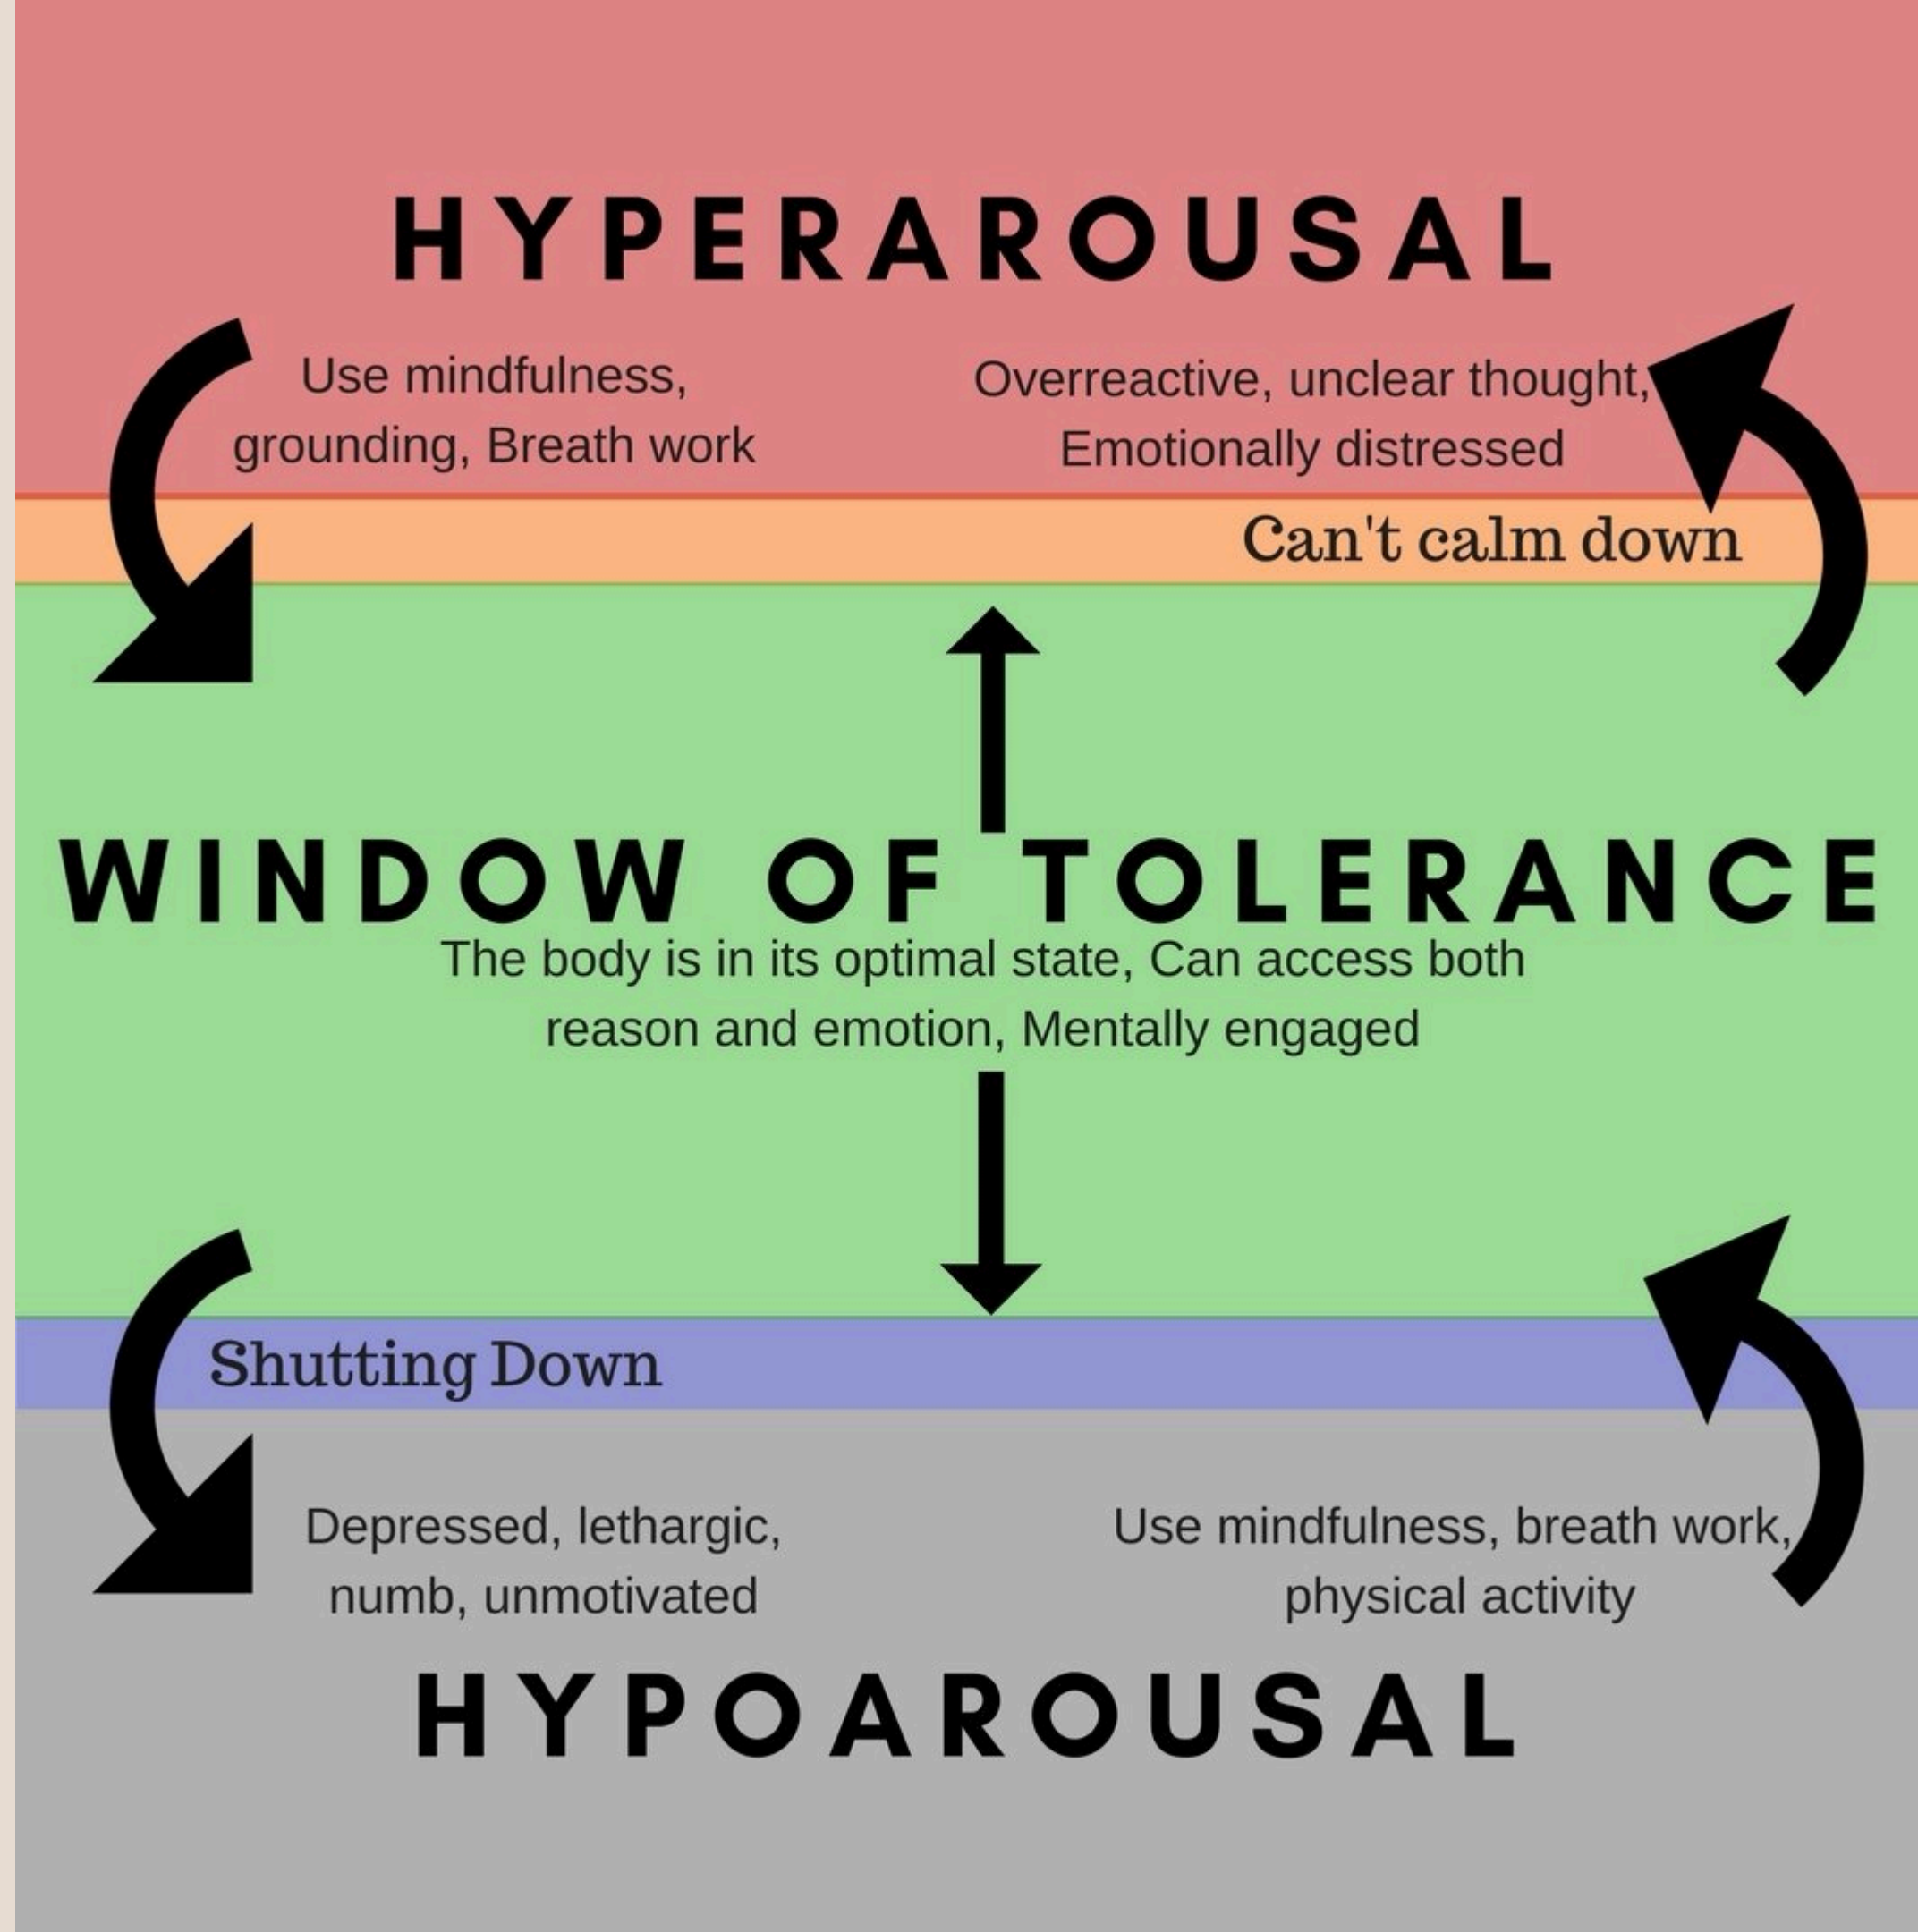 HYPERAROUSAL
Use mindfulness,
grounding, Breath work
Overreactive, unclear thought,
Emotionally distressed
Can't calm down
WINDOW OF TOLERANCE
The body is in its optimal state, Can access both
reason and emotion, Mentally engaged
Shutting Down
Depressed, lethargic,
numb, unmotivated
Use mindfulness, breath work,
physical activity
HYPOAROUSAL